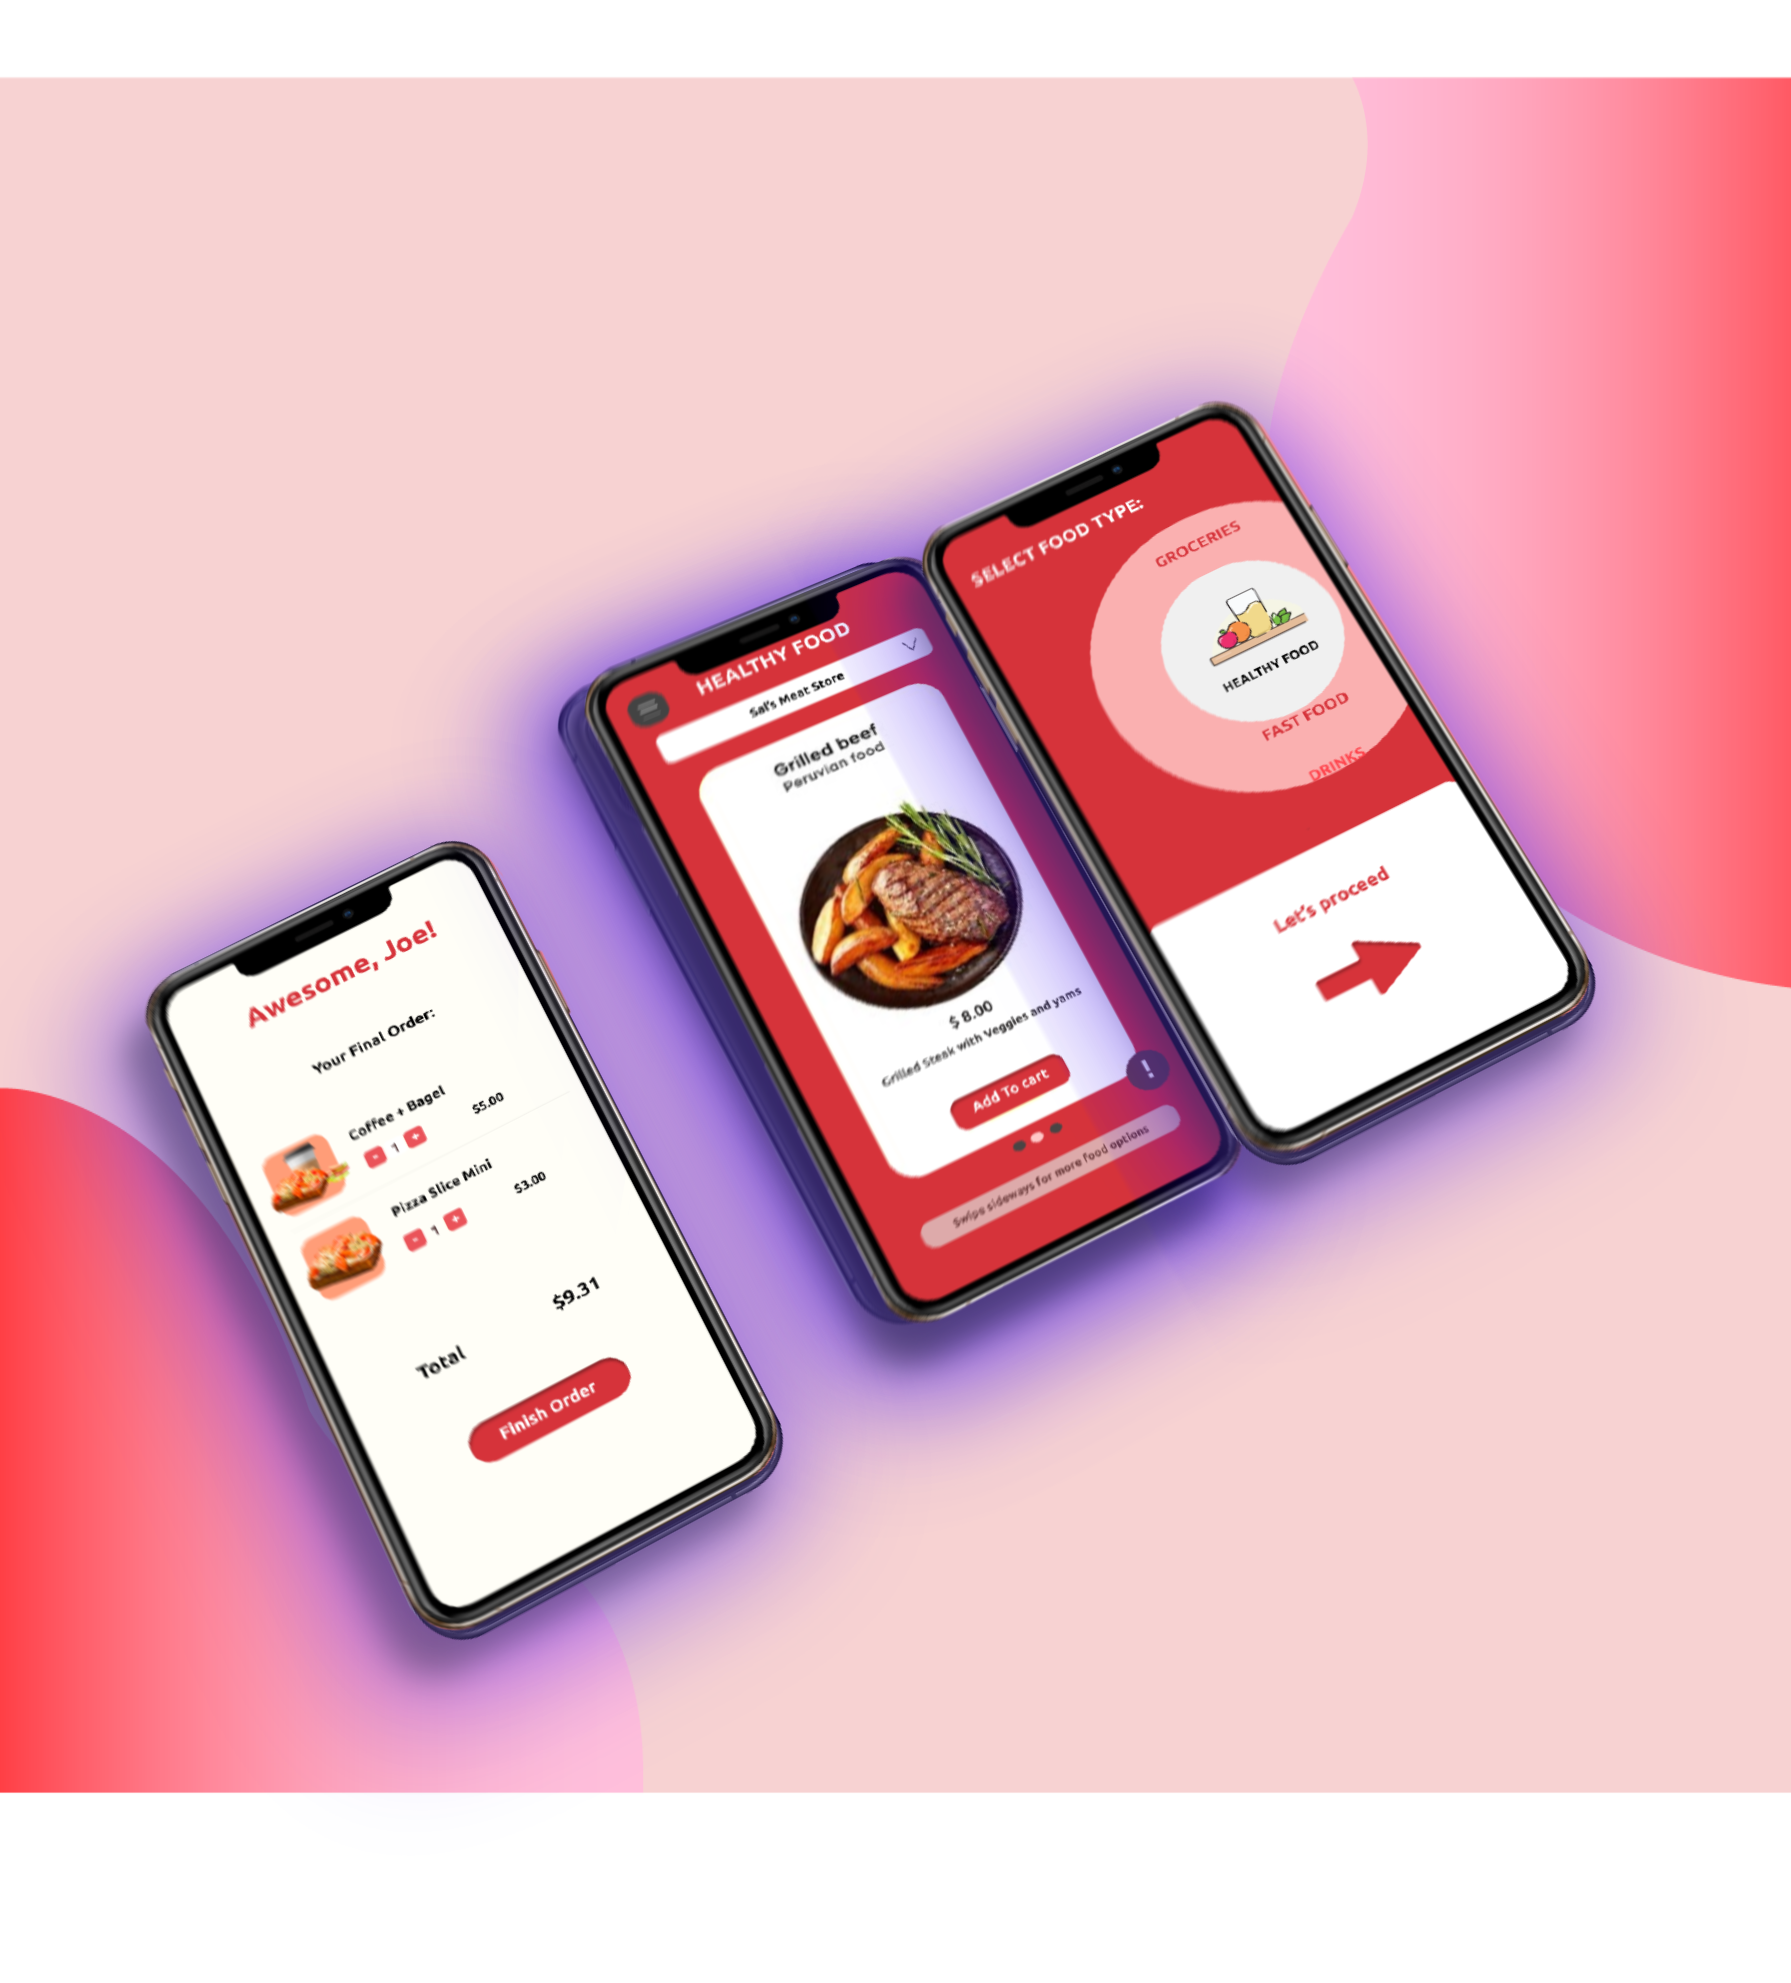 Awesome, Joe!
Your Final Order:
Coffee + Bagel
- 1 +
$5.00
Pizza Slice Mini
- 1 +
$3.00
$9.31
Total
Finish Order
HEALTHY FOOD
Sal's Meat Store
Grilled beef
Peruvian food
$ 8.00
Grilled Steak with Veggies and yams
Add To cart
!
Swipe sideways for more food options
SELECT FOOD TYPE:
GROCERIES
HEALTHY FOOD
FAST FOOD
DRINKS
Let's proceed